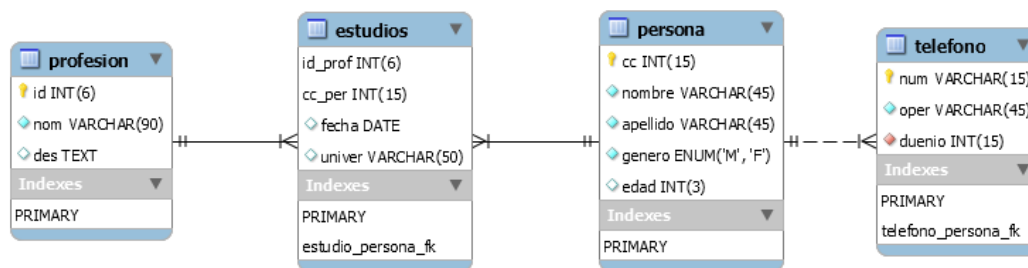 profesion
id INT(6)
nom VARCHAR(90)
des TEXT
Indexes
PRIMARY
estudios
id_prof INT(6)
cc_per INT(15)
fecha DATE
univer VARCHAR(50)
Indexes
PRIMARY
estudio_persona_fk
persona
cc INT(15)
nombre VARCHAR(45)
apellido VARCHAR(45)
genero ENUM('M', 'F')
edad INT(3)
Indexes
PRIMARY
telefono
num VARCHAR(15)
oper VARCHAR(45)
duenio INT(15)
Indexes
PRIMARY
telefono_persona_fk